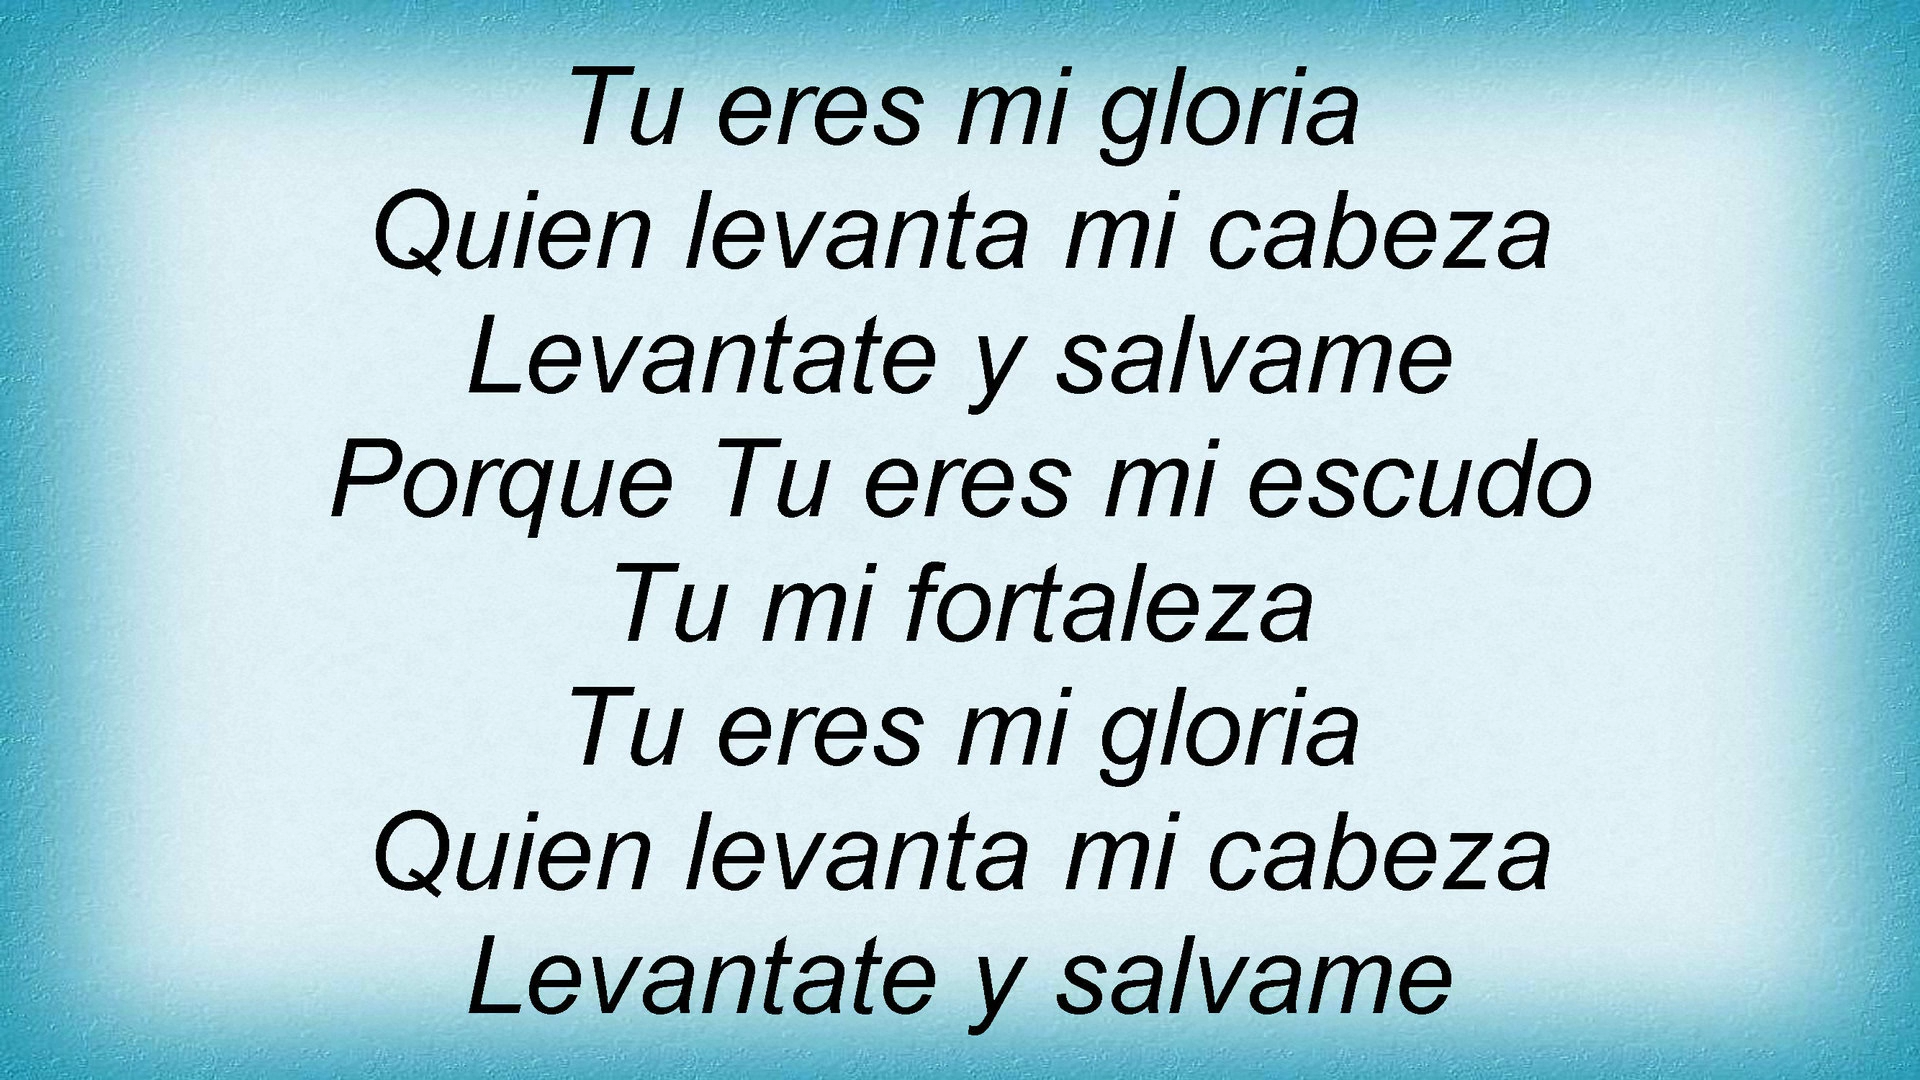 Tu eres mi gloria
Quien levanta mi cabeza
Levantate y salvame
Porque Tu eres mi escudo
Tu mi fortaleza
Tu eres mi gloria
Quien levanta mi cabeza
Levantate y salvame